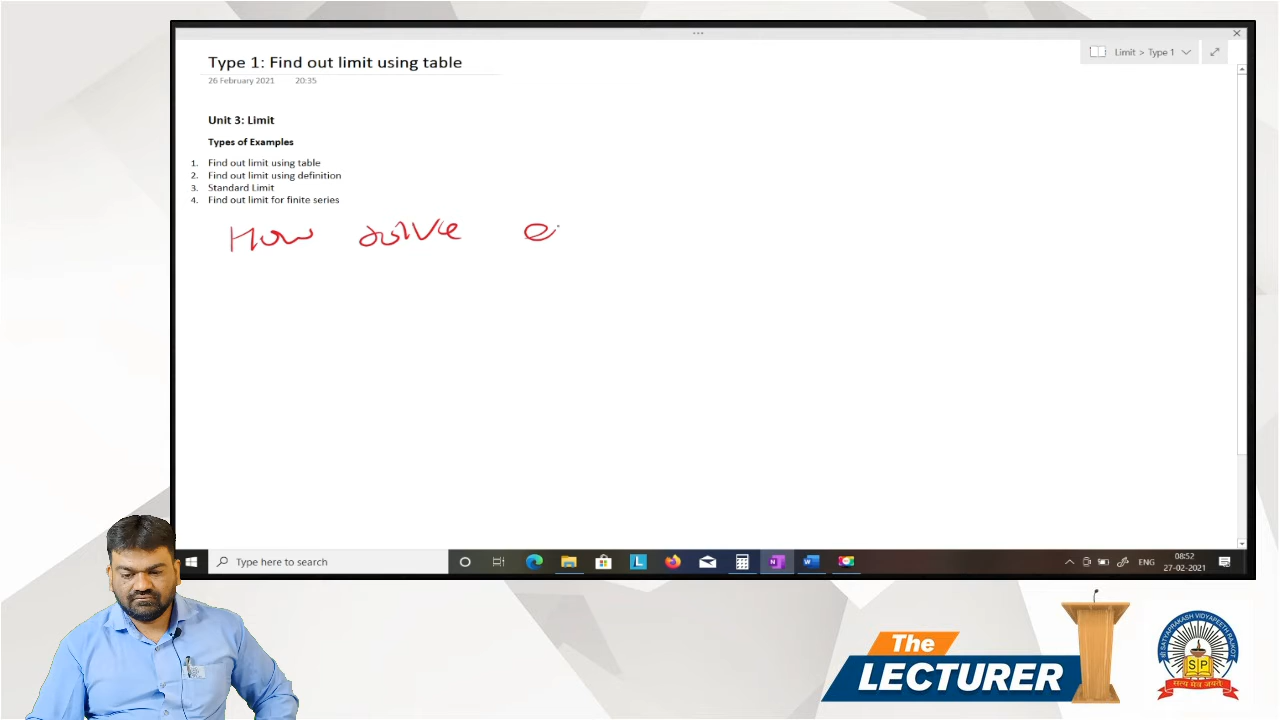 Type 1: Find out limit using table
Limit > Type 1
26 February 2021 20:35
Unit 3: Limit
Types of Examples
1. Find out limit using table
2. Find out limit using definition
3. Standard Limit
4. Find out limit for finite series
How solve e
Type here to search
ENG
08:52
27-02-2021
The
LECTURER
SP
सत्य मेव जयते